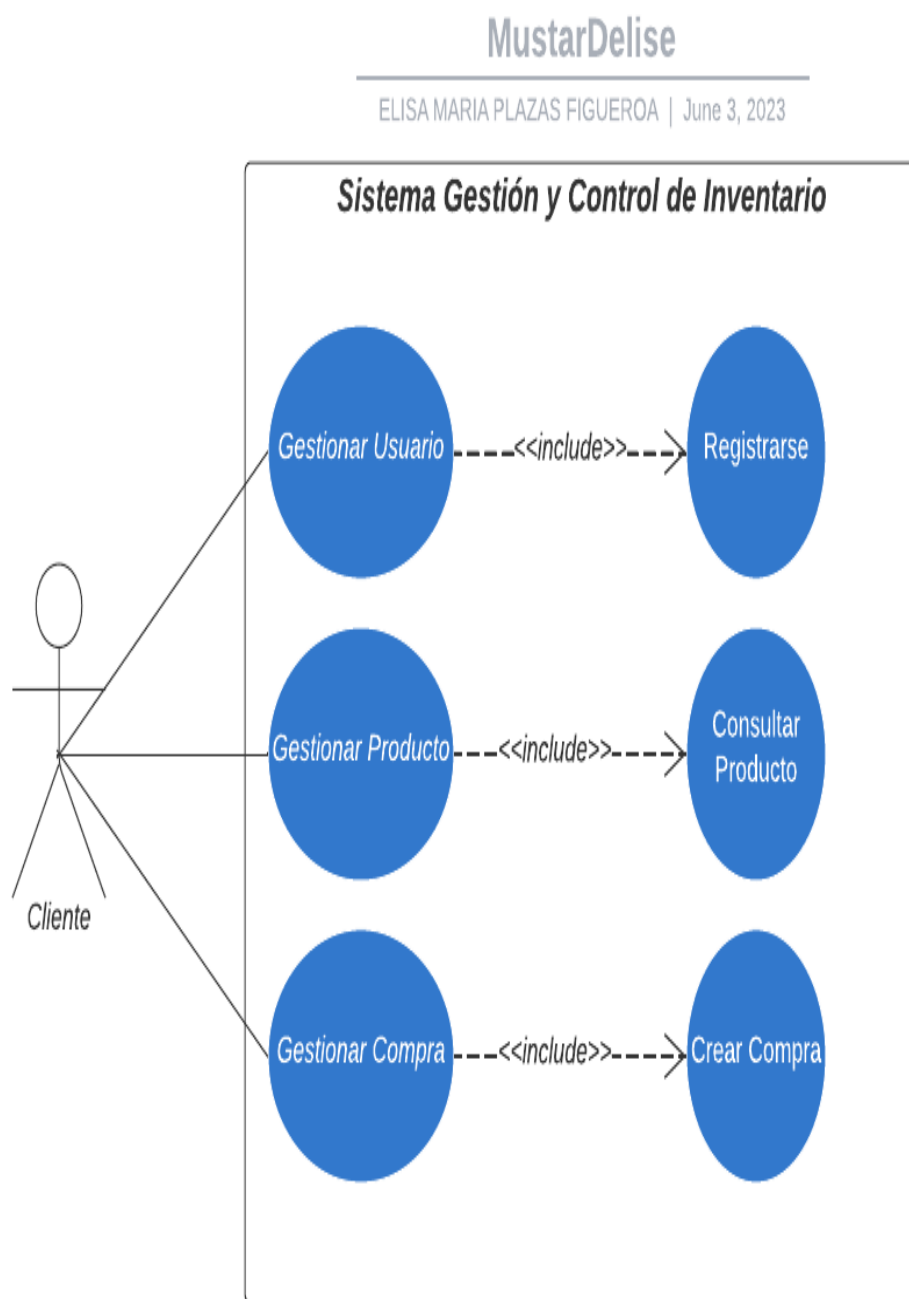 MustarDelise
ELISA MARIA PLAZAS FIGUEROA | June 3, 2023
Sistema Gestión y Control de Inventario
Gestionar Usuario
<<include>>
Registrarse
Gestionar Producto
<<include>>
Consultar
Producto
Cliente
Gestionar Compra
<<include>>
Crear Compra